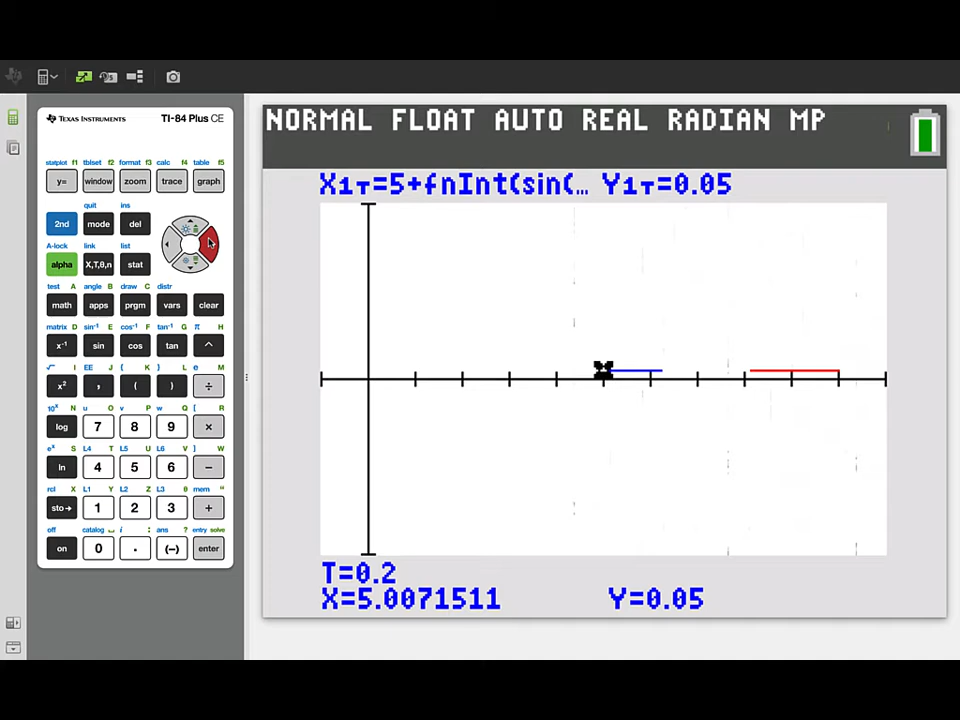 TEXAS INSTRUMENTS TI-84 Plus CE
statplot f1 tblset f2 format f3 calc f4 table f5
y= window zoom trace graph
quit ins
2nd mode del
A-lock link list
alpha X,T,θ,n stat
test A angle B draw C distr
math apps prgm vars clear
matrix D sin⁻¹ E cos⁻¹ F tan⁻¹ G π H
x⁻¹ sin cos tan ^
√ I EE J { K } L e M
x² , ( ) ÷
10ˣ N u O v P w Q [ R
log 7 8 9 ×
eˣ S L4 T L5 U L6 V ] W
ln 4 5 6 −
rcl X L1 Y L2 Z L3 θ mem "
sto→ 1 2 3 +
off catalog ␣ i : ans ? entry solve
on 0 . (−) enter
NORMAL FLOAT AUTO REAL RADIAN MP
X1T=5+fnInt(sin(… Y1T=0.05
T=0.2
X=5.0071511 Y=0.05